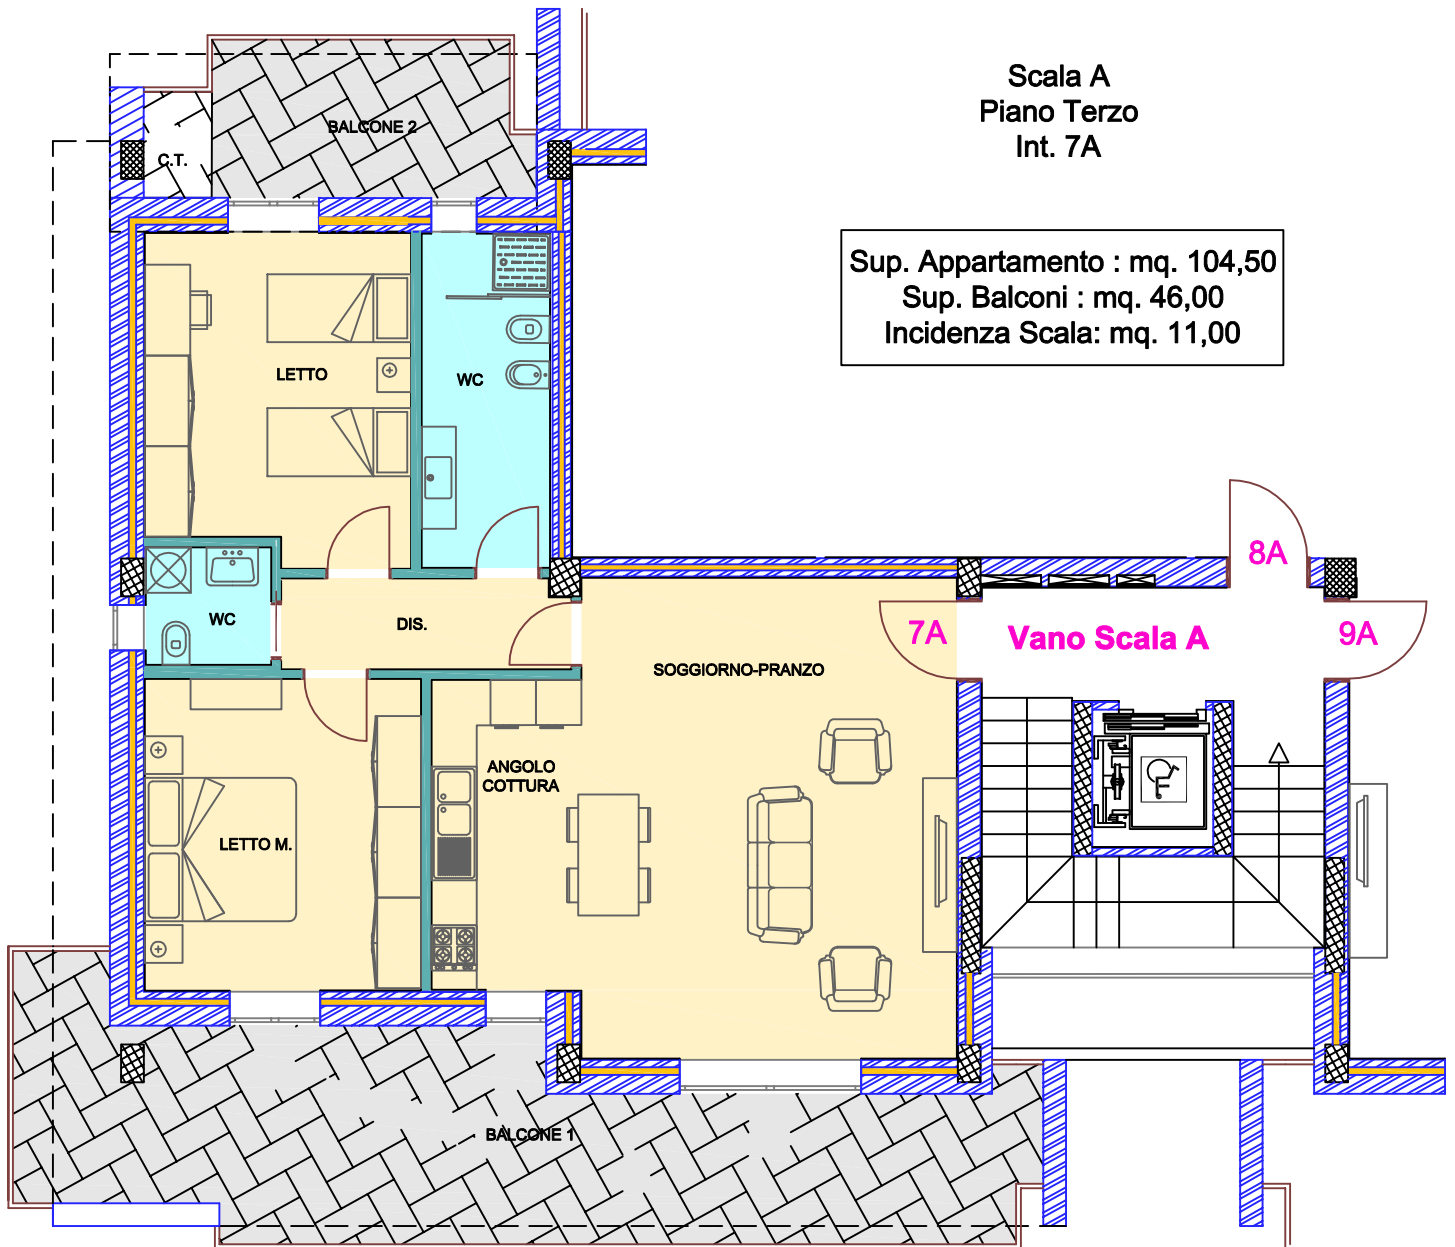 Scala A
Piano Terzo
Int. 7A
BALCONE 2
C.T.
Sup. Appartamento : mq. 104,50
Sup. Balconi : mq. 46,00
Incidenza Scala: mq. 11,00
LETTO
WC
8A
WC
DIS.
7A
Vano Scala A
9A
SOGGIORNO-PRANZO
ANGOLO
COTTURA
LETTO M.
BALCONE 1